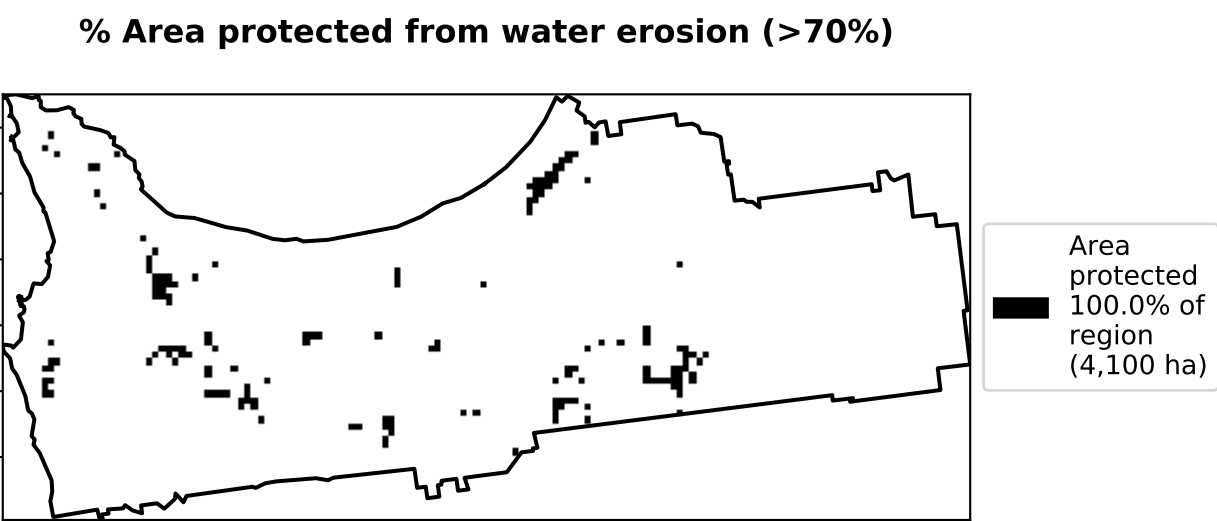 % Area protected from water erosion (>70%)
Area
protected
100.0% of
region
(4,100 ha)